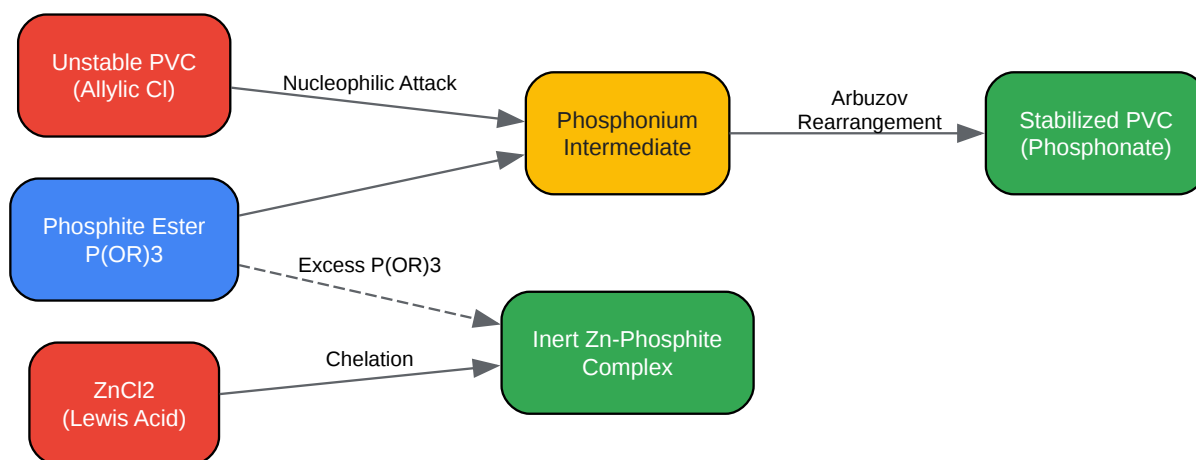 Unstable PVC
(Allylic Cl)
Nucleophilic Attack
Phosphonium
Intermediate
Arbuzov
Rearrangement
Stabilized PVC
(Phosphonate)
Phosphite Ester
P(OR)3
Excess P(OR)3
Inert Zn-Phosphite
Complex
Chelation
ZnCl2
(Lewis Acid)